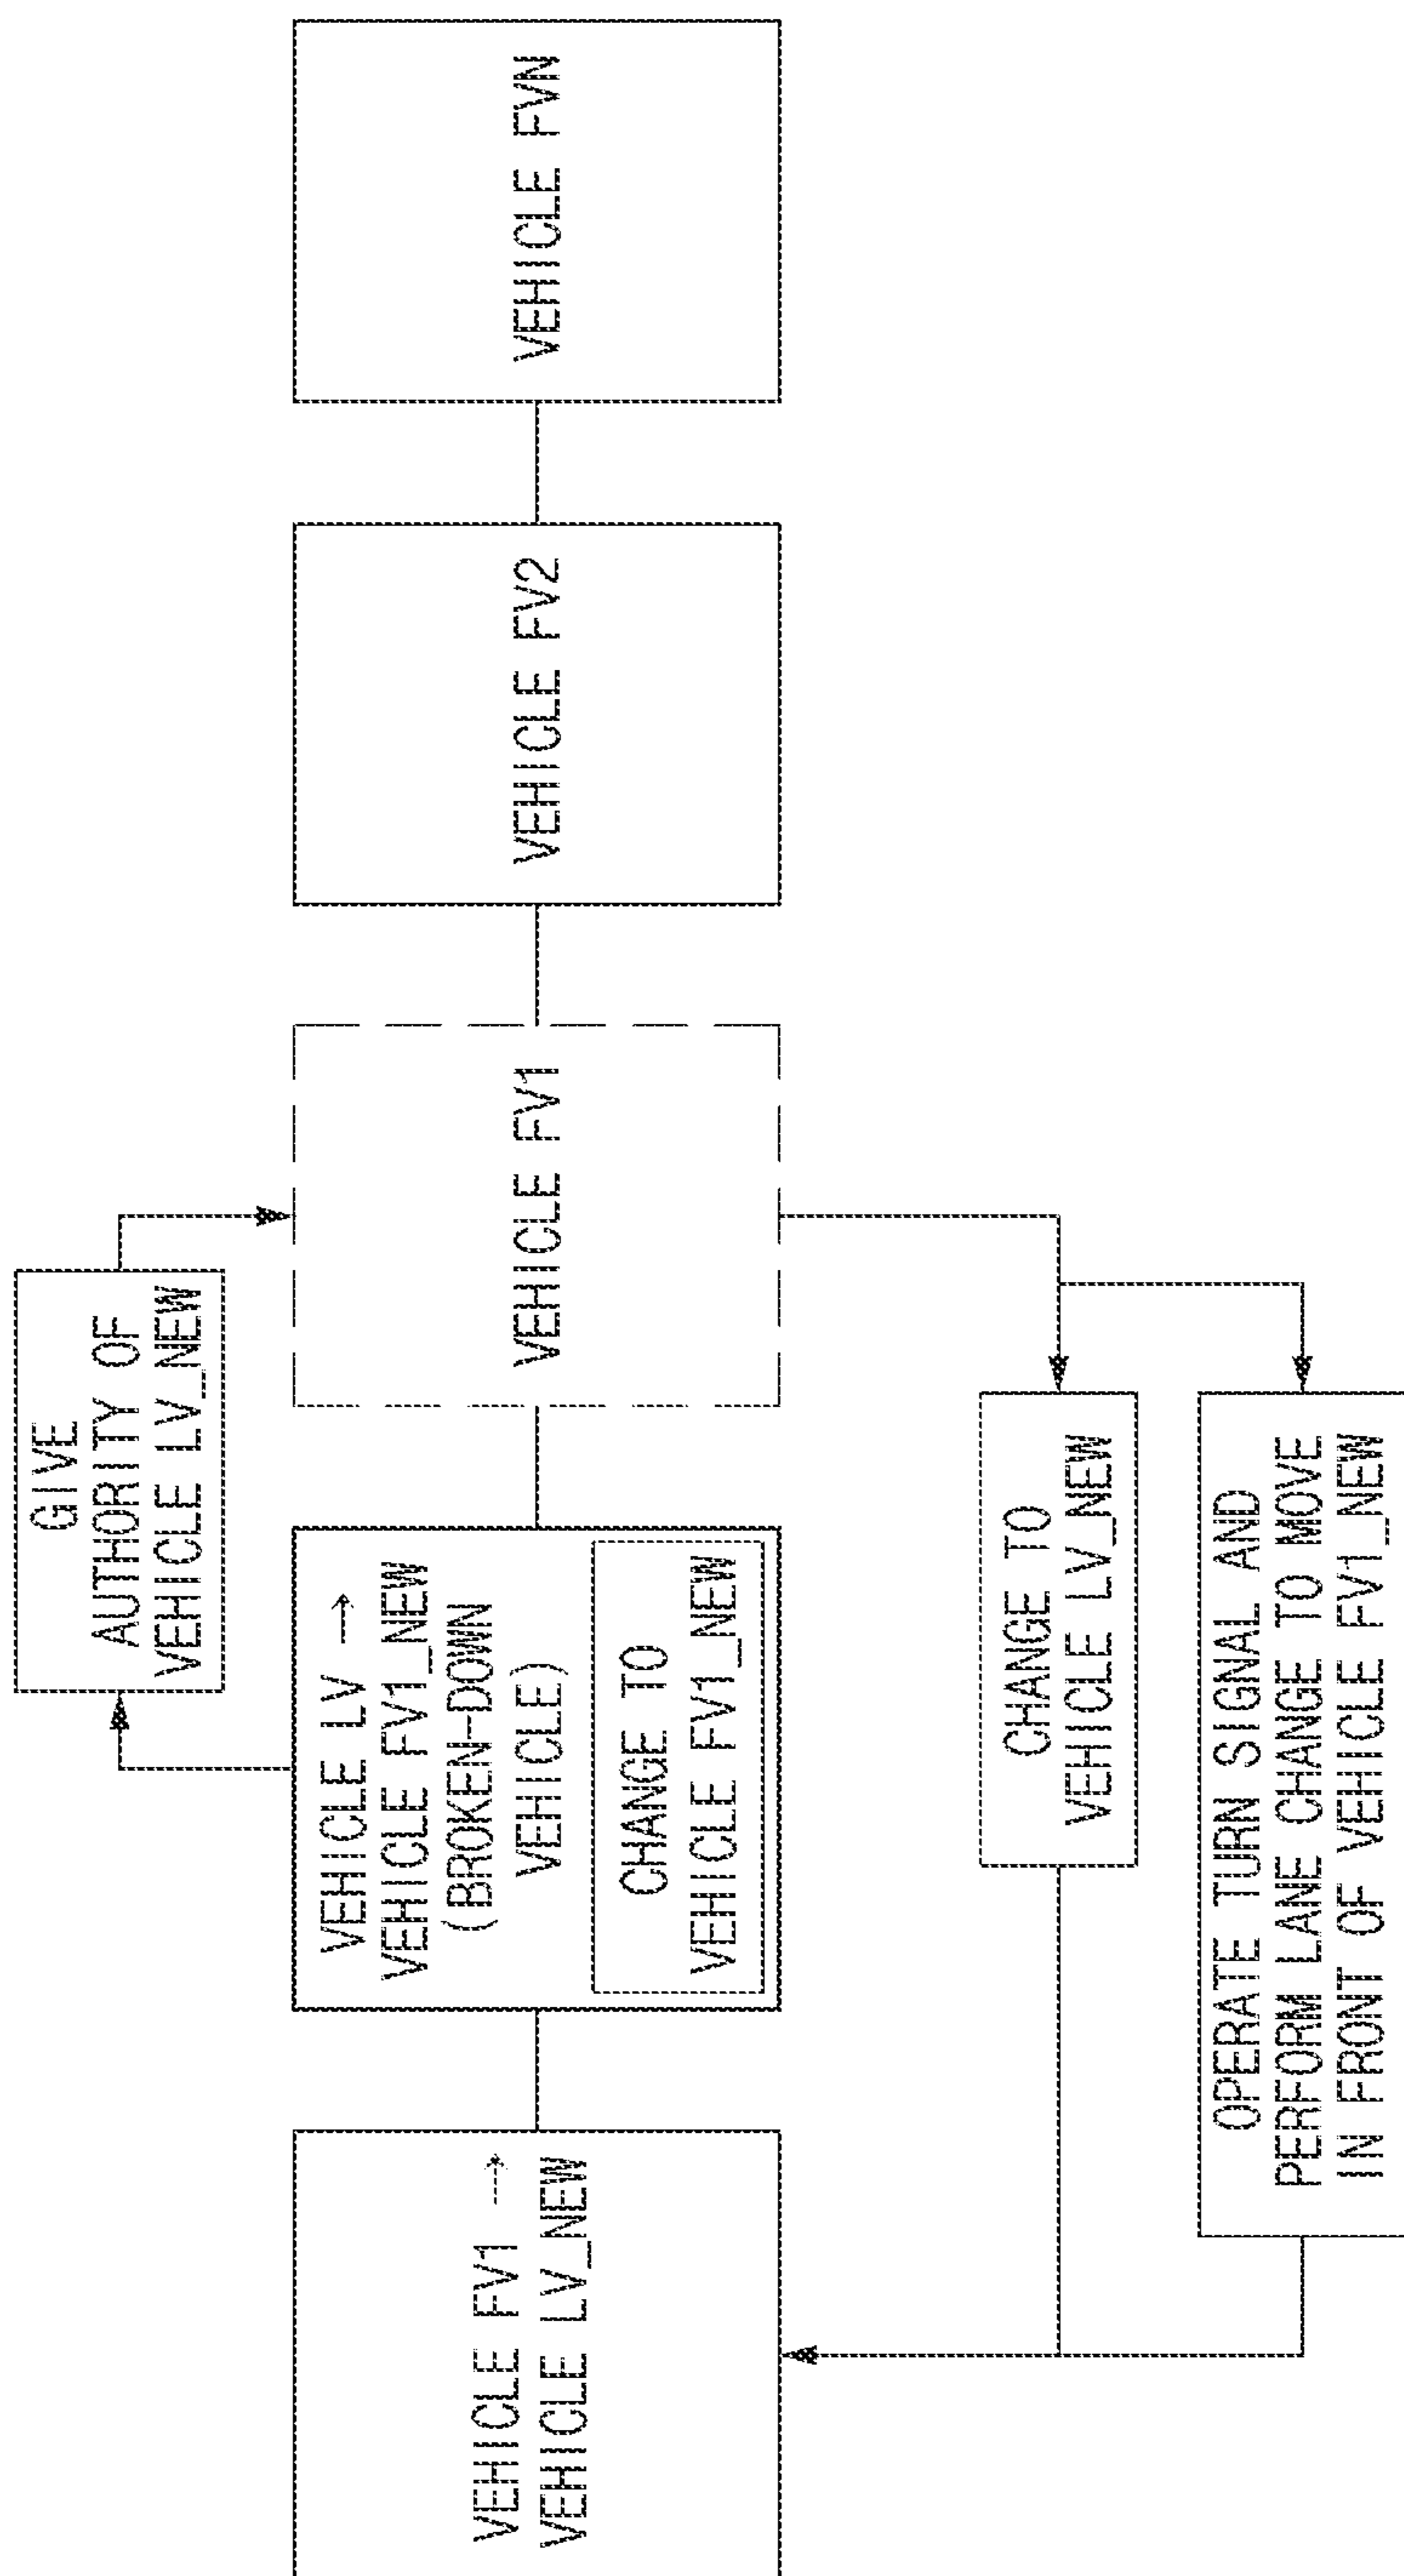 GIVE
AUTHORITY OF
VEHICLE LV_NEW
VEHICLE FV1 →
VEHICLE LV_NEW
VEHICLE LV →
VEHICLE FV1_NEW
(BROKEN-DOWN
VEHICLE)
CHANGE TO
VEHICLE FV1_NEW
VEHICLE FV1
VEHICLE FV2
VEHICLE FVN
CHANGE TO
VEHICLE LV_NEW
OPERATE TURN SIGNAL AND
PERFORM LANE CHANGE TO MOVE
IN FRONT OF VEHICLE FV1_NEW